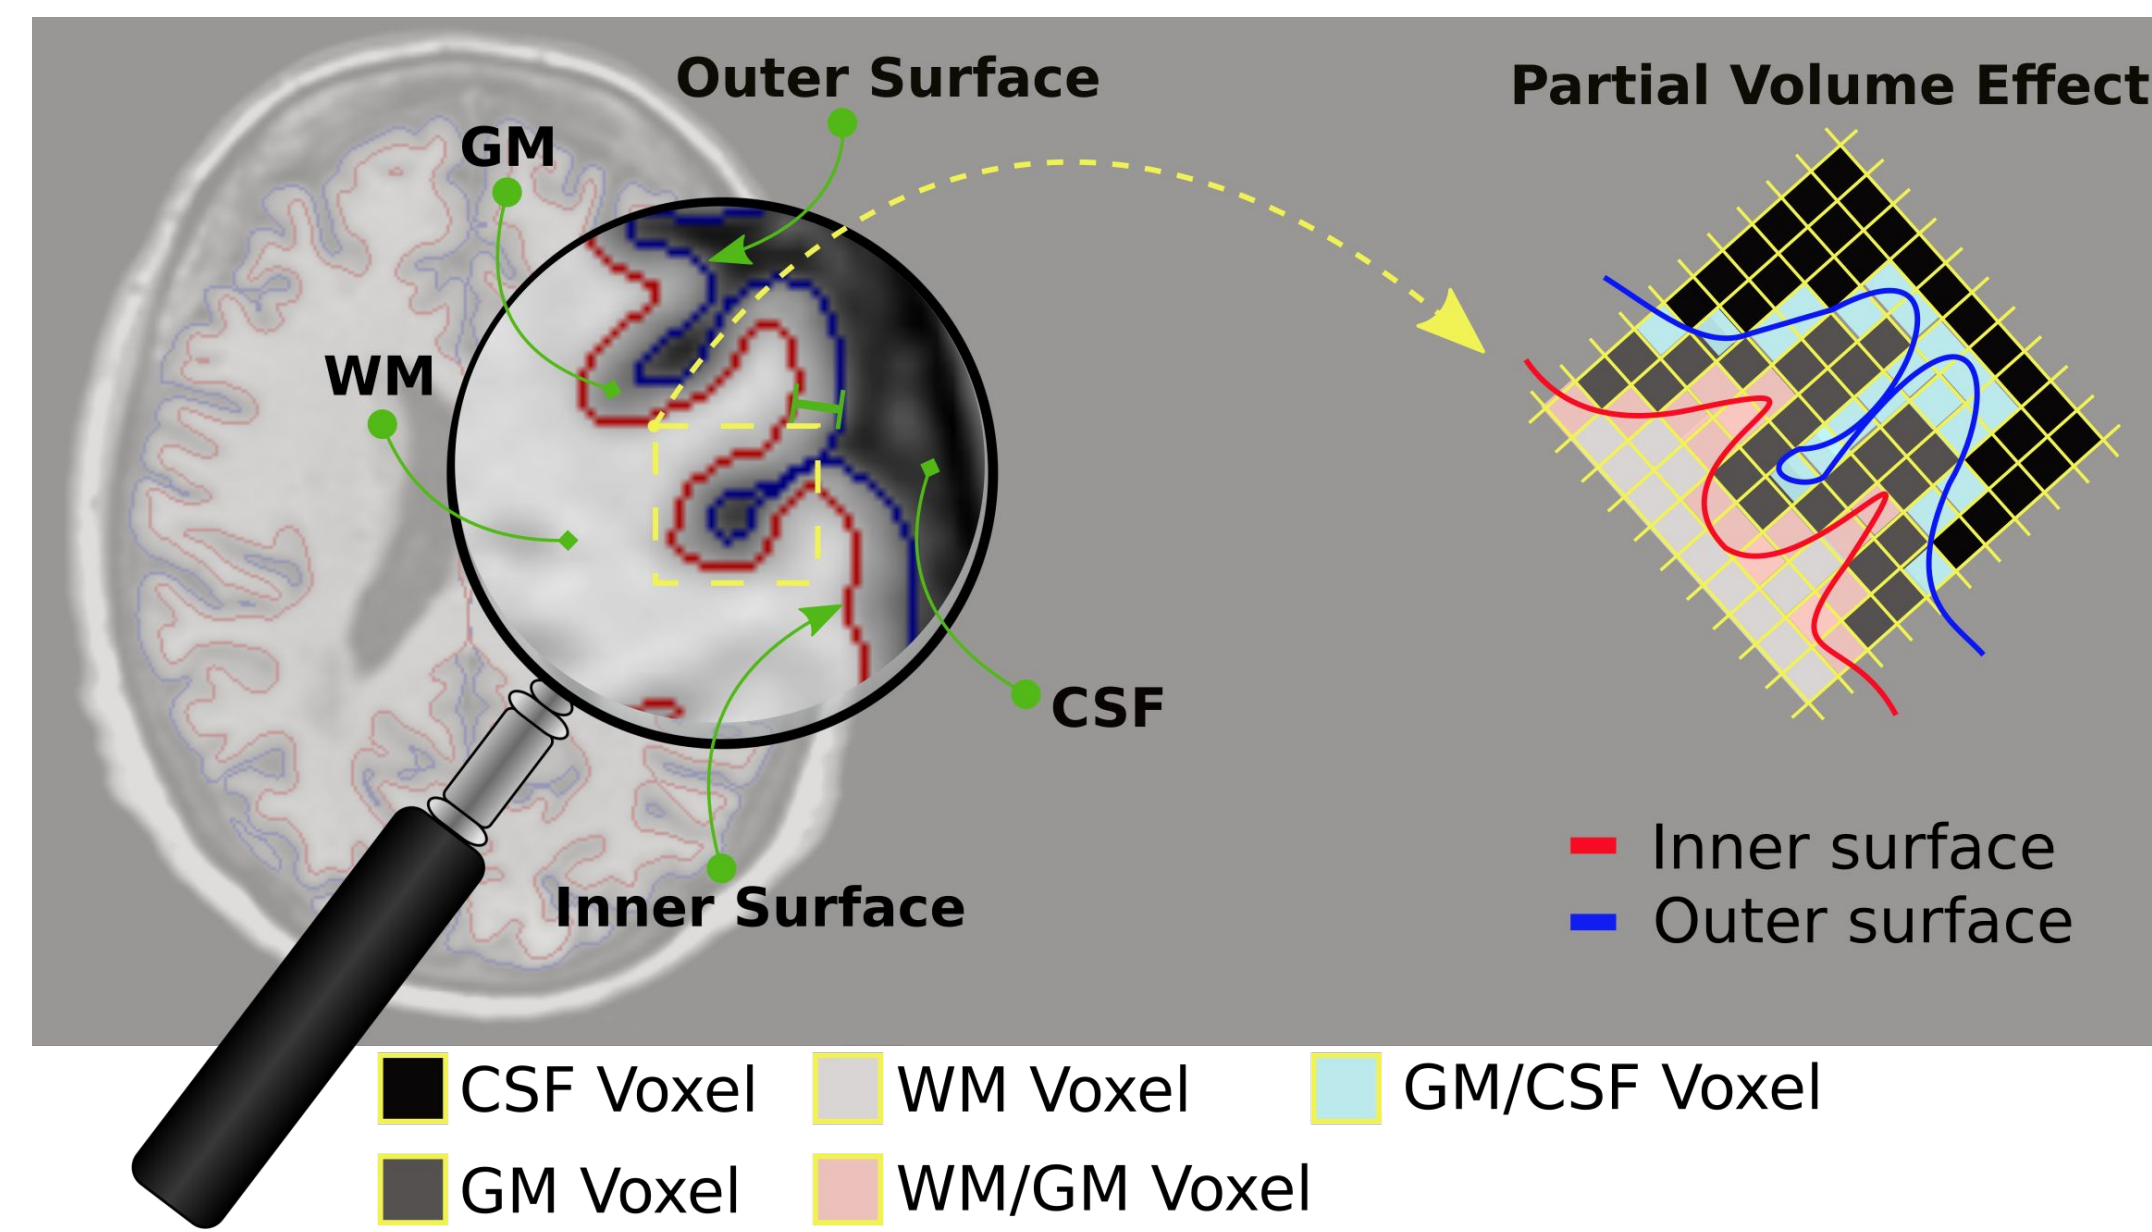 Outer Surface
Partial Volume Effect
GM
WM
CSF
Inner Surface
Inner surface
Outer surface
CSF Voxel
WM Voxel
GM/CSF Voxel
GM Voxel
WM/GM Voxel